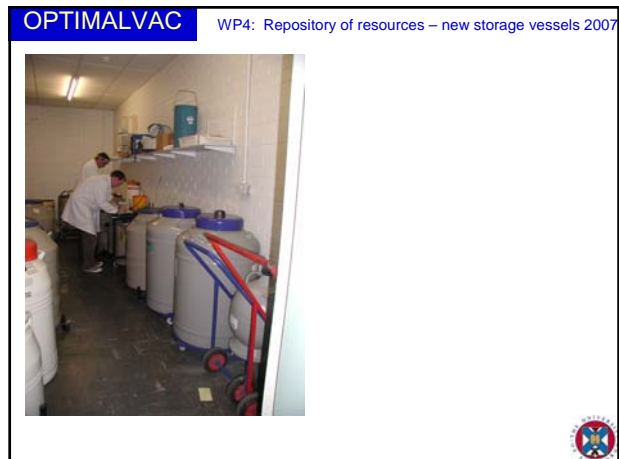 OPTIMALVAC
WP4: Repository of resources – new storage vessels 2007